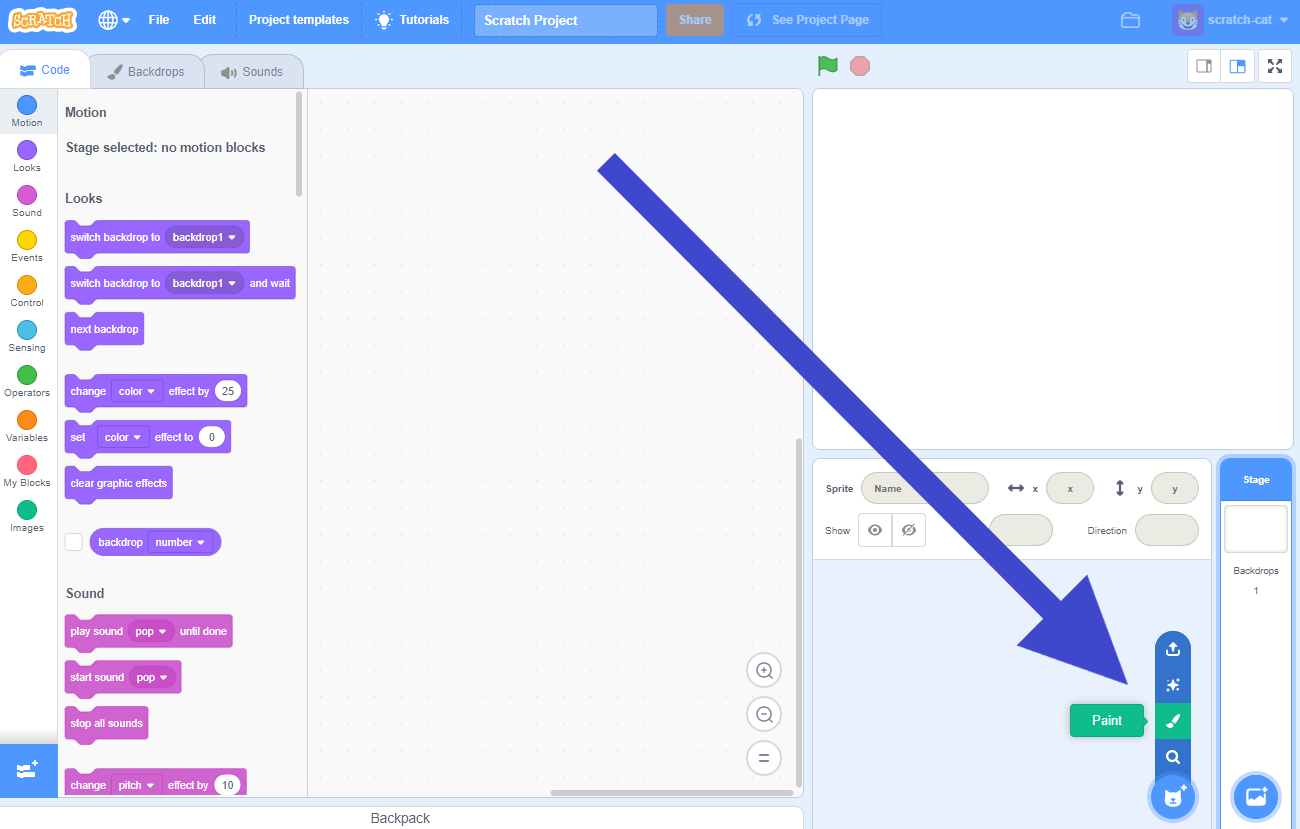 SCRATCH
File
Edit
Project templates
Tutorials
Scratch Project
Share
See Project Page
scratch-cat
Code
Backdrops
Sounds
Motion
Looks
Sound
Events
Control
Sensing
Operators
Variables
My Blocks
Images
Motion
Stage selected: no motion blocks
Looks
switch backdrop to backdrop1
switch backdrop to backdrop1 and wait
next backdrop
change color effect by 25
set color effect to 0
clear graphic effects
backdrop number
Sound
play sound pop until done
start sound pop
stop all sounds
change pitch effect by 10
Backpack
Sprite Name x x y y
Show Direction
Paint
Stage
Backdrops
1